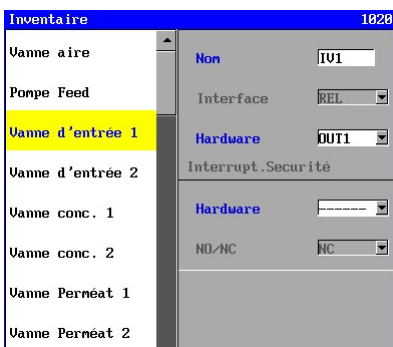 Inventaire 1020
Vanne aire
Pompe Feed
Vanne d'entrée 1
Vanne d'entrée 2
Vanne conc. 1
Vanne conc. 2
Vanne Perméat 1
Vanne Perméat 2
Nom IV1
Interface REL
Hardware OUT1
Interrupt.Securité
Hardware ------
NO/NC NC